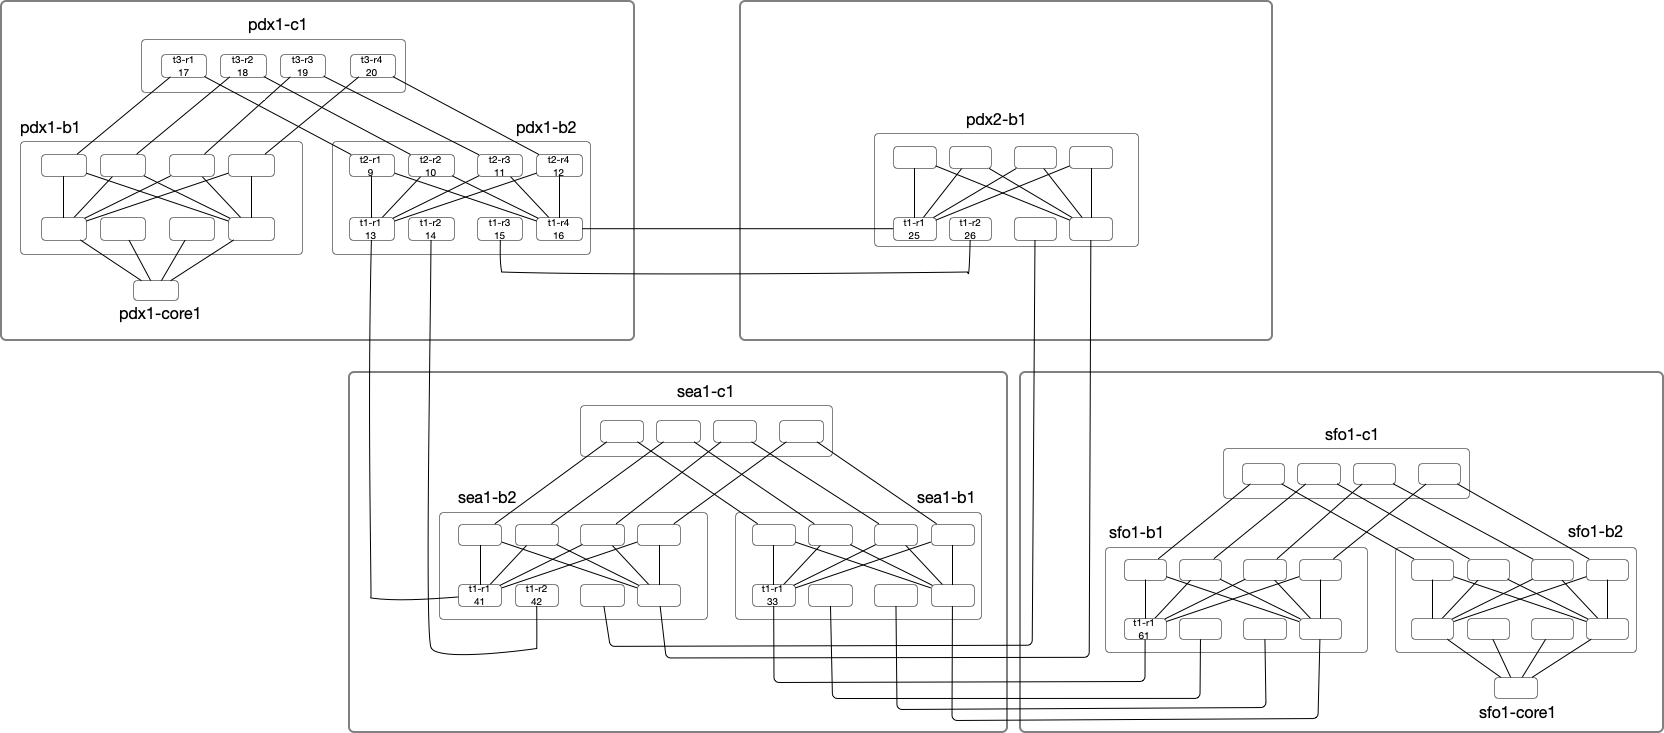 pdx1-c1
t3-r1
17
t3-r2
18
t3-r3
19
t3-r4
20
pdx1-b1
pdx1-b2
t2-r1
9
t2-r2
10
t2-r3
11
t2-r4
12
t1-r1
13
t1-r2
14
t1-r3
15
t1-r4
16
pdx1-core1
pdx2-b1
t1-r1
25
t1-r2
26
sea1-c1
sea1-b2
sea1-b1
t1-r1
41
t1-r2
42
t1-r1
33
sfo1-c1
sfo1-b1
sfo1-b2
t1-r1
61
sfo1-core1